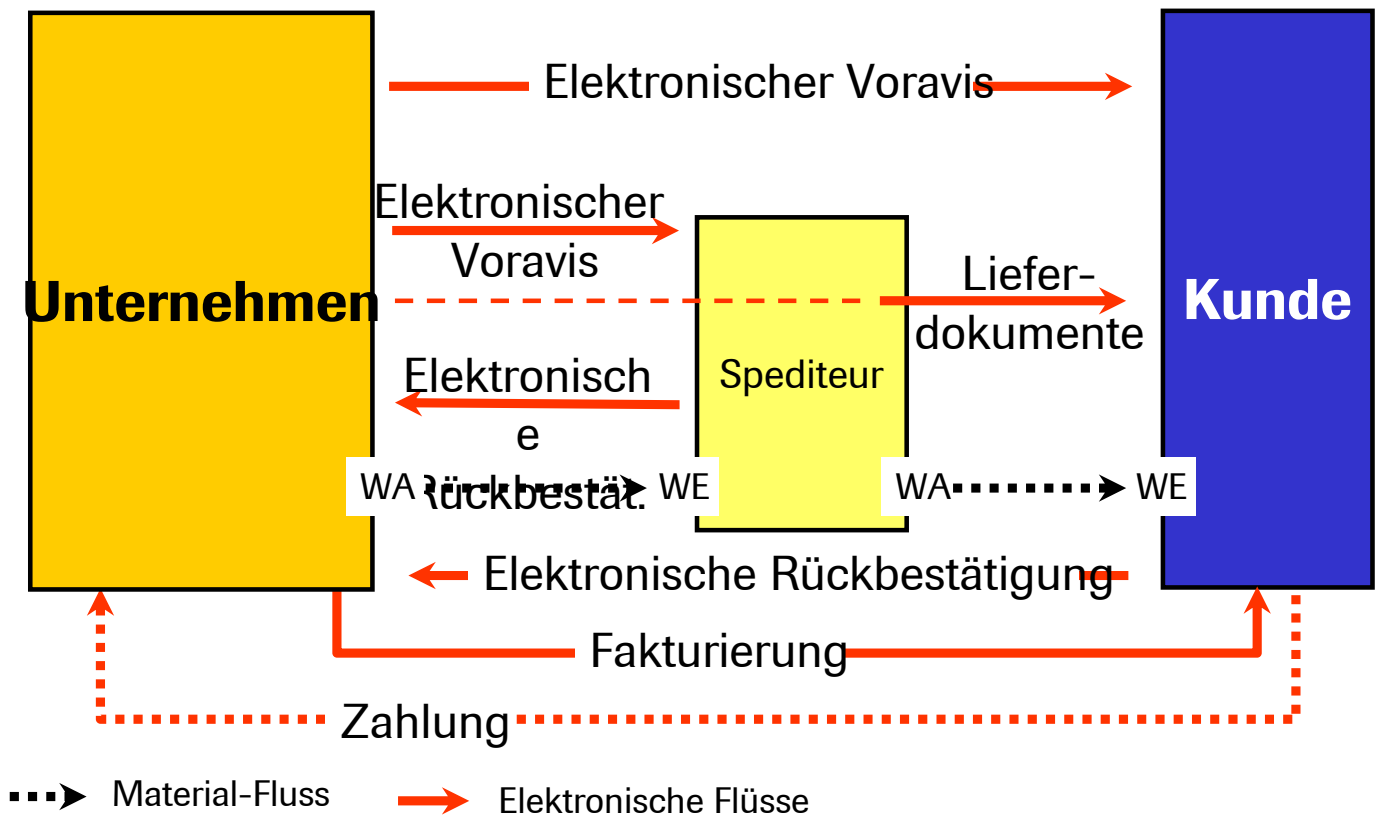 Elektronischer Voravis
Elektronischer
Voravis
Unternehmen
Liefer-
dokumente
Kunde
Spediteur
Elektronisch
e
Rückbestät.
WA
WE
WA
WE
Elektronische Rückbestätigung
Fakturierung
Zahlung
Material-Fluss
Elektronische Flüsse